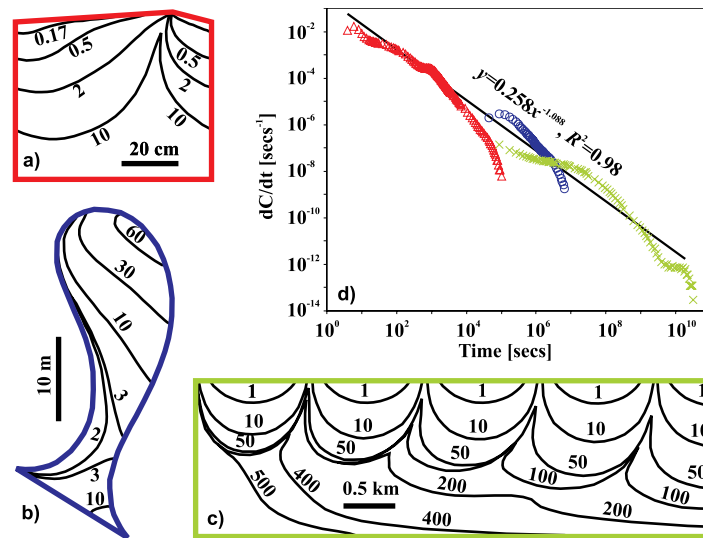 0.17
0.5
2
10
0.5
2
10
a)
20 cm
60
30
10
3
2
3
10
10 m
b)
dC/dt [secs⁻¹]
10⁻²
10⁻⁴
10⁻⁶
10⁻⁸
10⁻¹⁰
10⁻¹²
10⁻¹⁴
y=0.258x⁻¹·⁰⁸⁸, R²=0.98
d)
10⁰ 10² 10⁴ 10⁶ 10⁸ 10¹⁰
Time [secs]
1 1 1 1 1
10 10 10 10 10
50 50 50 50 50
500 400 200 100 100
400 200
0.5 km
c)